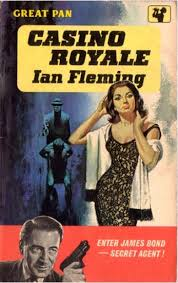 GREAT PAN
CASINO
ROYALE
Ian Fleming
ENTER JAMES BOND
— SECRET AGENT!